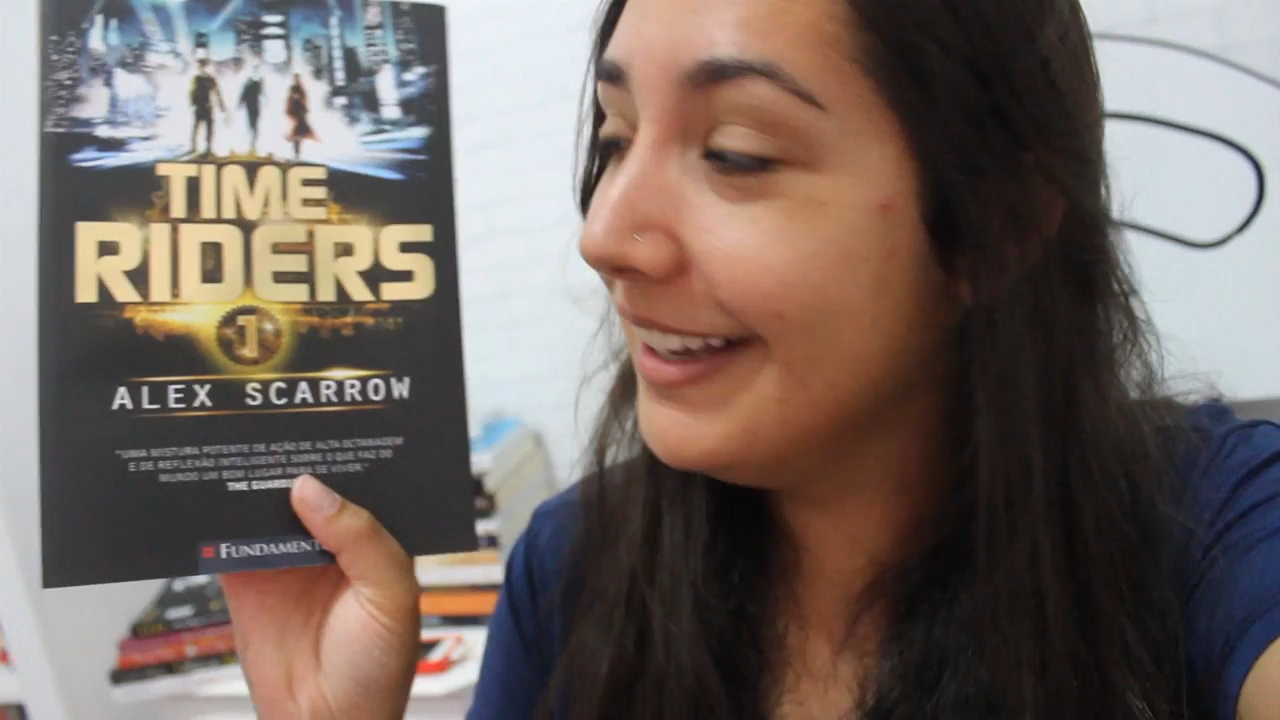 TIME
RIDERS
1
ALEX SCARROW
"UMA MISTURA POTENTE DE AÇÃO DE ALTA OCTANAGEM
E DE REFLEXÃO INTELIGENTE SOBRE O QUE FAZ DO
MUNDO UM BOM LUGAR PARA SE VIVER."
THE GUARDI
FUNDAMENT